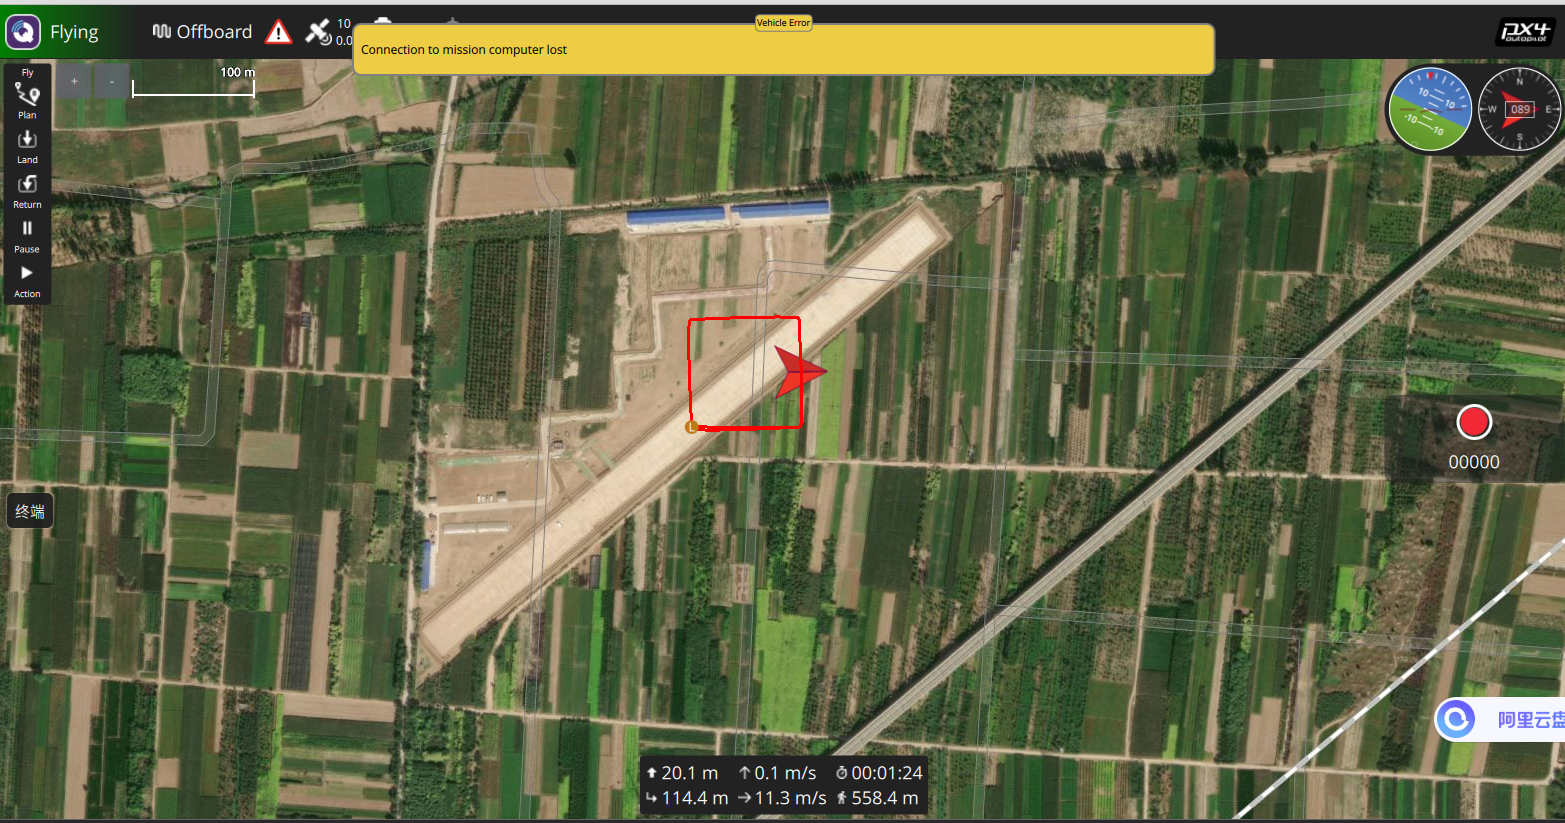 Vehicle Error
Flying
Offboard
10
0.0
Connection to mission computer lost
PX4
autopilot
Fly
+
-
100 m
Plan
Land
Return
Pause
Action
10
10
-10
-10
N
W
089
E
S
L
00000
终端
阿里云盘
20.1 m
0.1 m/s
00:01:24
114.4 m
11.3 m/s
558.4 m